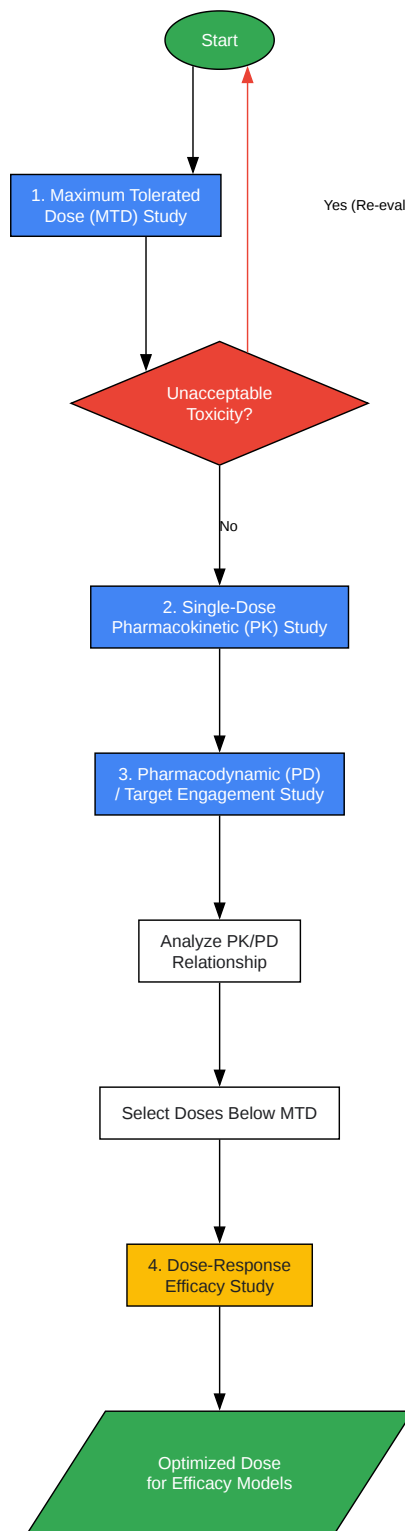 Start
1. Maximum Tolerated
Dose (MTD) Study
Yes (Re-eval
Unacceptable
Toxicity?
No
2. Single-Dose
Pharmacokinetic (PK) Study
3. Pharmacodynamic (PD)
/ Target Engagement Study
Analyze PK/PD
Relationship
Select Doses Below MTD
4. Dose-Response
Efficacy Study
Optimized Dose
for Efficacy Models